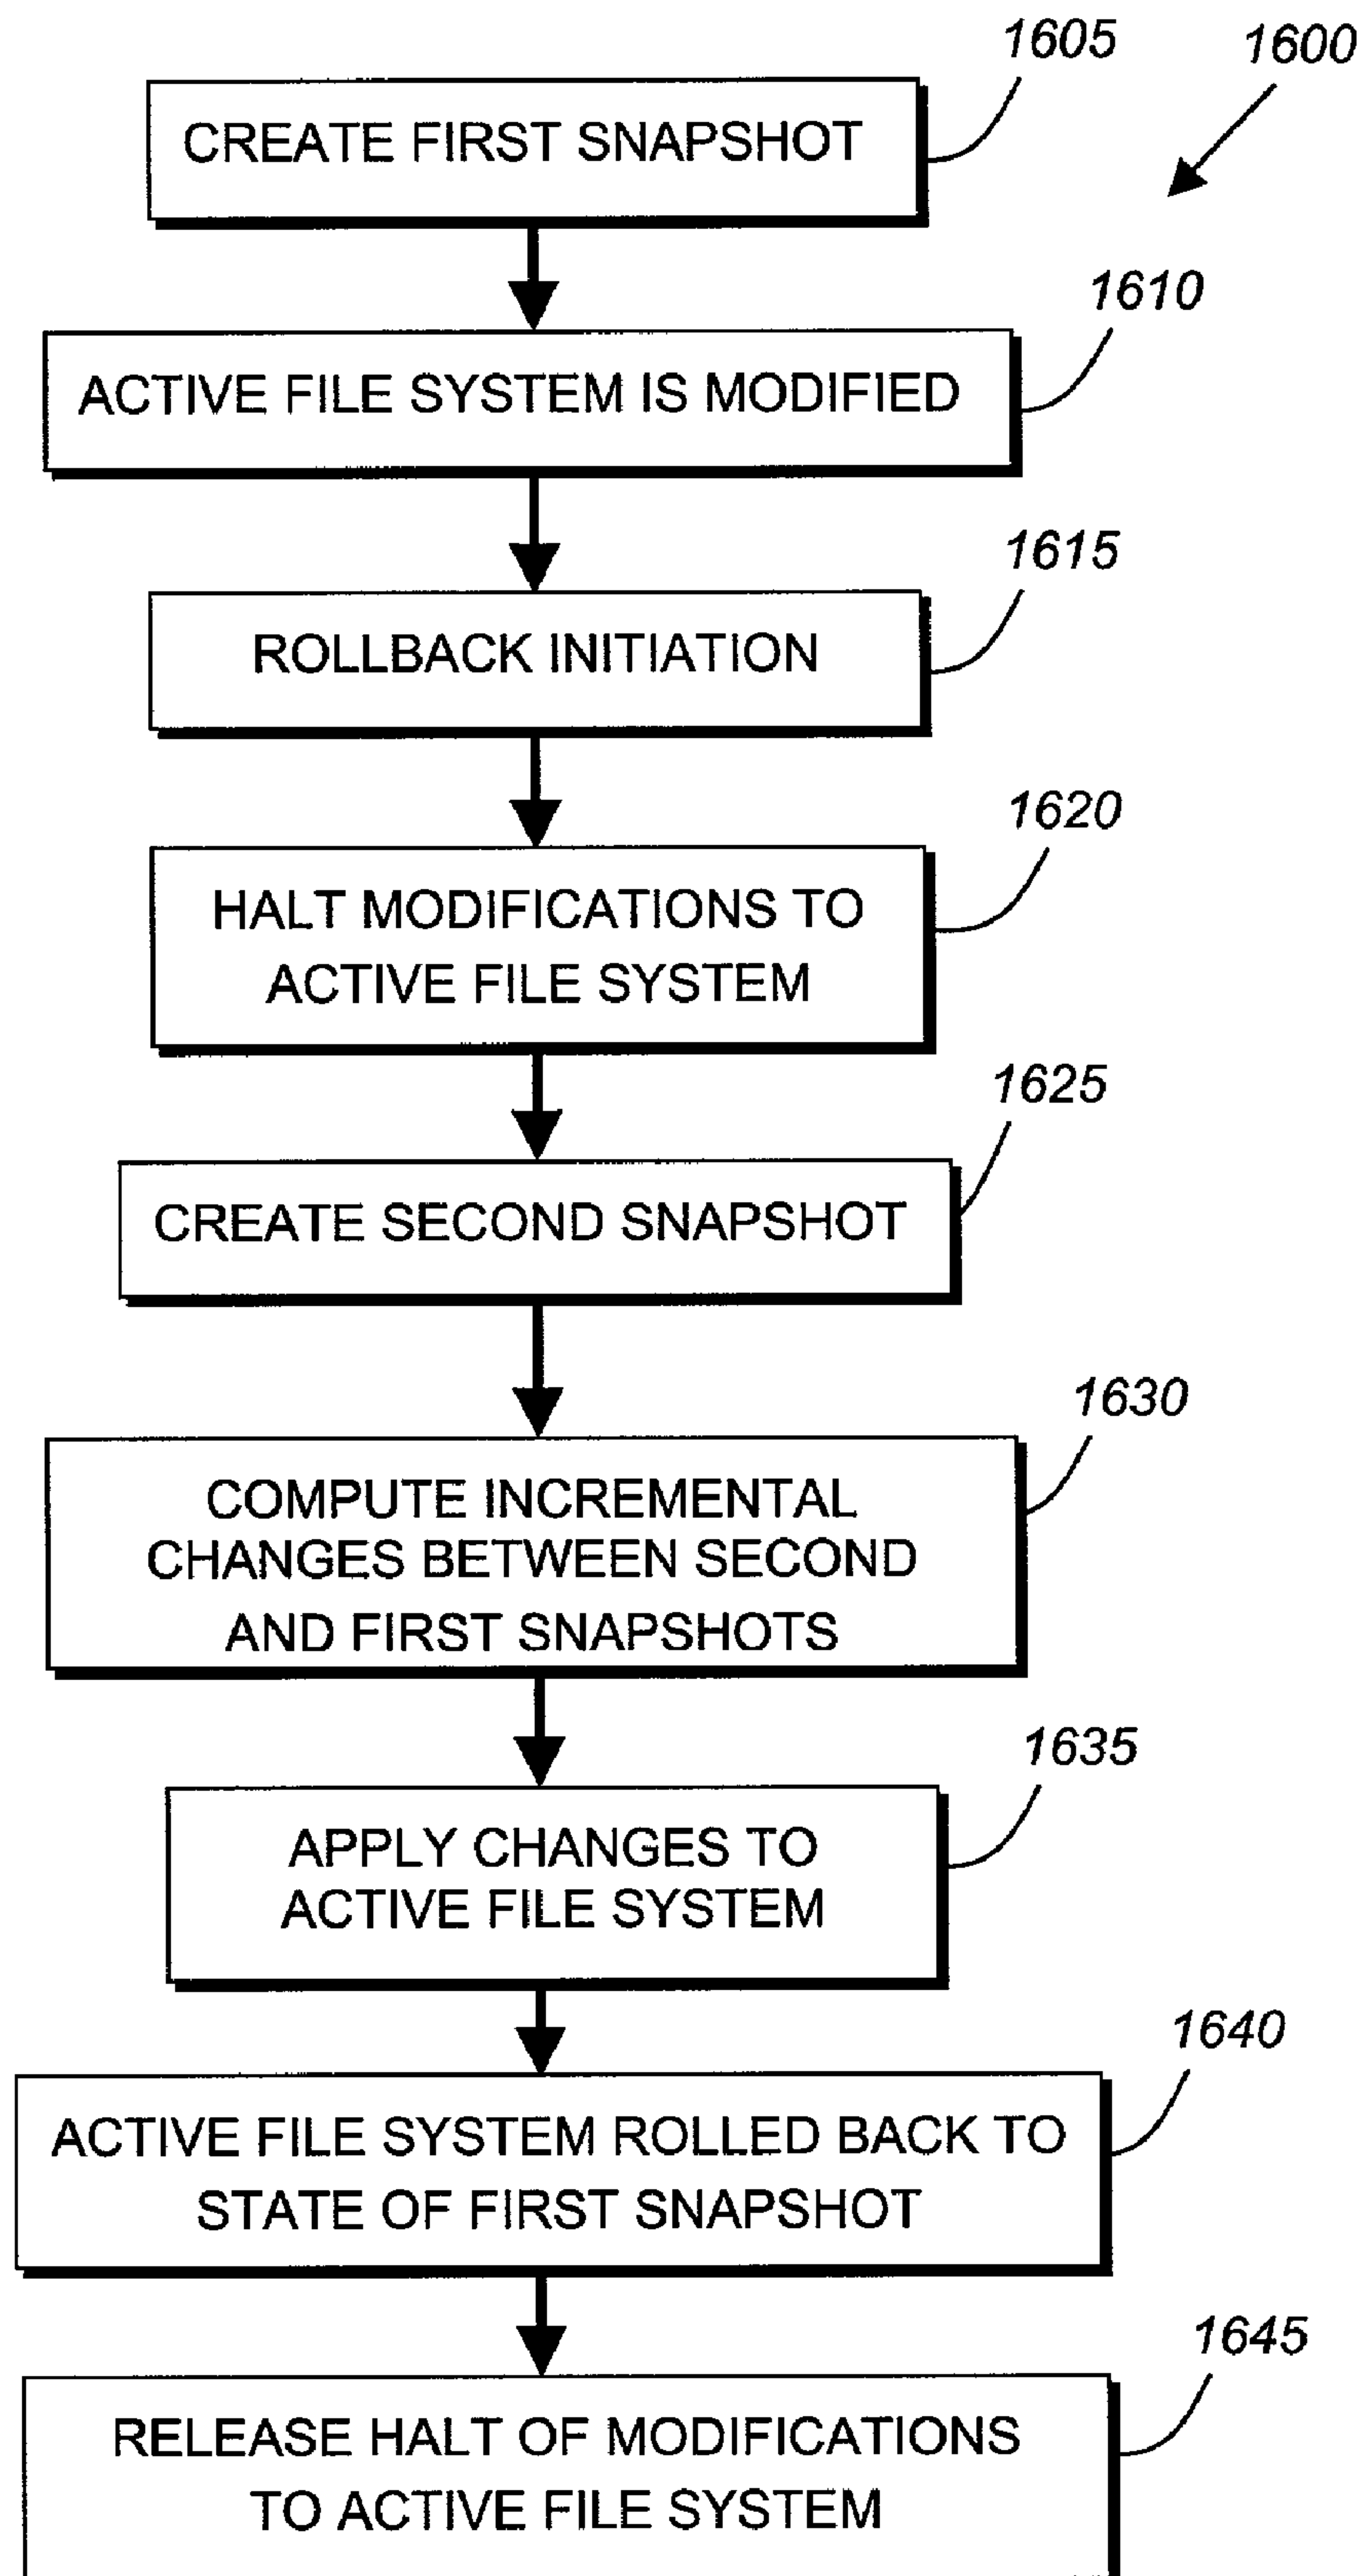 1605
1600
CREATE FIRST SNAPSHOT
1610
ACTIVE FILE SYSTEM IS MODIFIED
1615
ROLLBACK INITIATION
1620
HALT MODIFICATIONS TO
ACTIVE FILE SYSTEM
1625
CREATE SECOND SNAPSHOT
1630
COMPUTE INCREMENTAL
CHANGES BETWEEN SECOND
AND FIRST SNAPSHOTS
1635
APPLY CHANGES TO
ACTIVE FILE SYSTEM
1640
ACTIVE FILE SYSTEM ROLLED BACK TO
STATE OF FIRST SNAPSHOT
1645
RELEASE HALT OF MODIFICATIONS
TO ACTIVE FILE SYSTEM